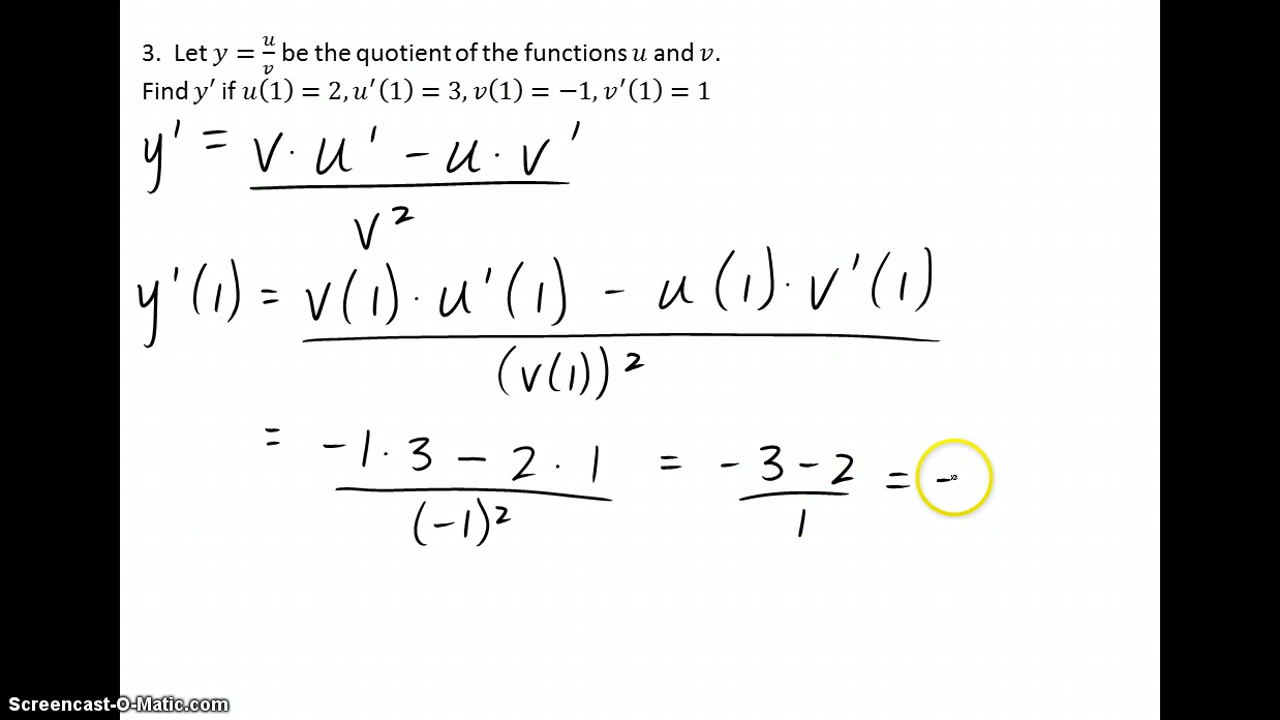 3. Let y = u/v be the quotient of the functions u and v.
Find y′ if u(1) = 2, u′(1) = 3, v(1) = −1, v′(1) = 1
y' = (v · u' − u · v') / v²
y'(1) = (v(1) · u'(1) − u(1) · v'(1)) / (v(1))²
= (−1 · 3 − 2 · 1) / (−1)² = (−3 − 2) / 1 = −
Screencast-O-Matic.com